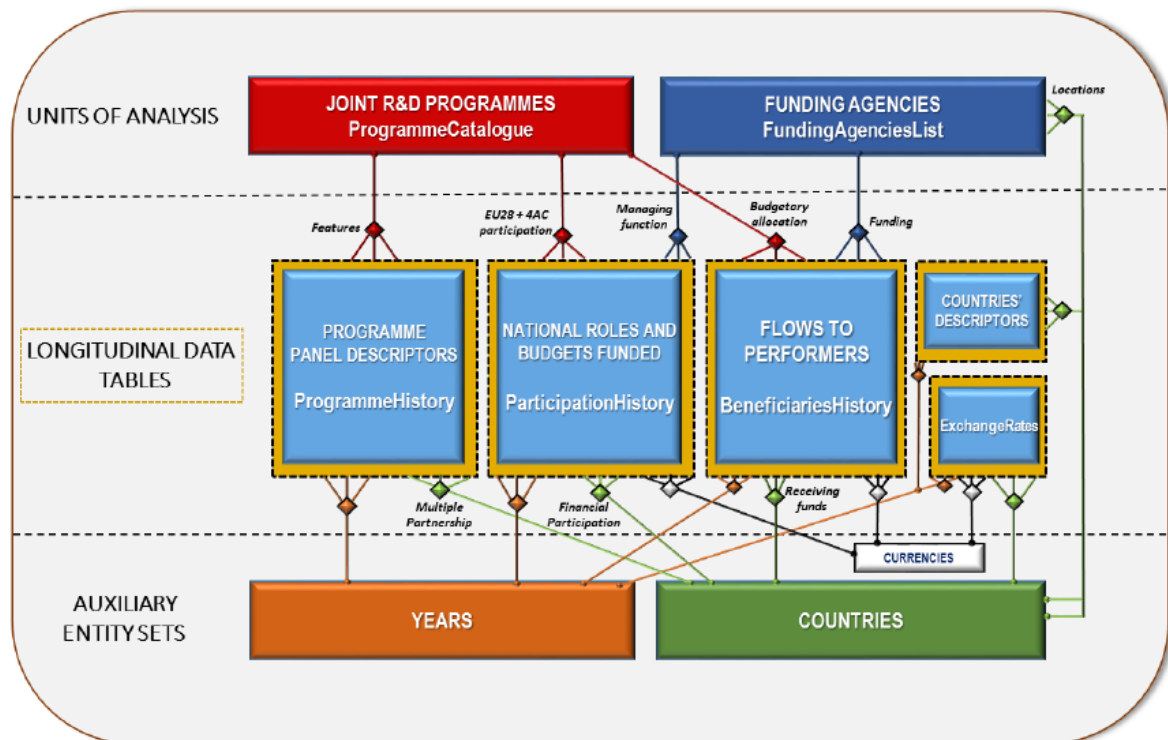 JOINT R&D PROGRAMMES
ProgrammeCatalogue
FUNDING AGENCIES
FundingAgenciesList
Locations
UNITS OF ANALYSIS
Features
EU28 + 4AC
participation
Managing
function
Budgetary
allocation
Funding
PROGRAMME
PANEL DESCRIPTORS
ProgrammeHistory
NATIONAL ROLES AND
BUDGETS FUNDED
ParticipationHistory
FLOWS TO
PERFORMERS
BeneficiariesHistory
COUNTRIES'
DESCRIPTORS
ExchangeRates
LONGITUDINAL DATA
TABLES
Multiple
Partnership
Financial
Participation
Receiving
funds
CURRENCIES
AUXILIARY
ENTITY SETS
YEARS
COUNTRIES